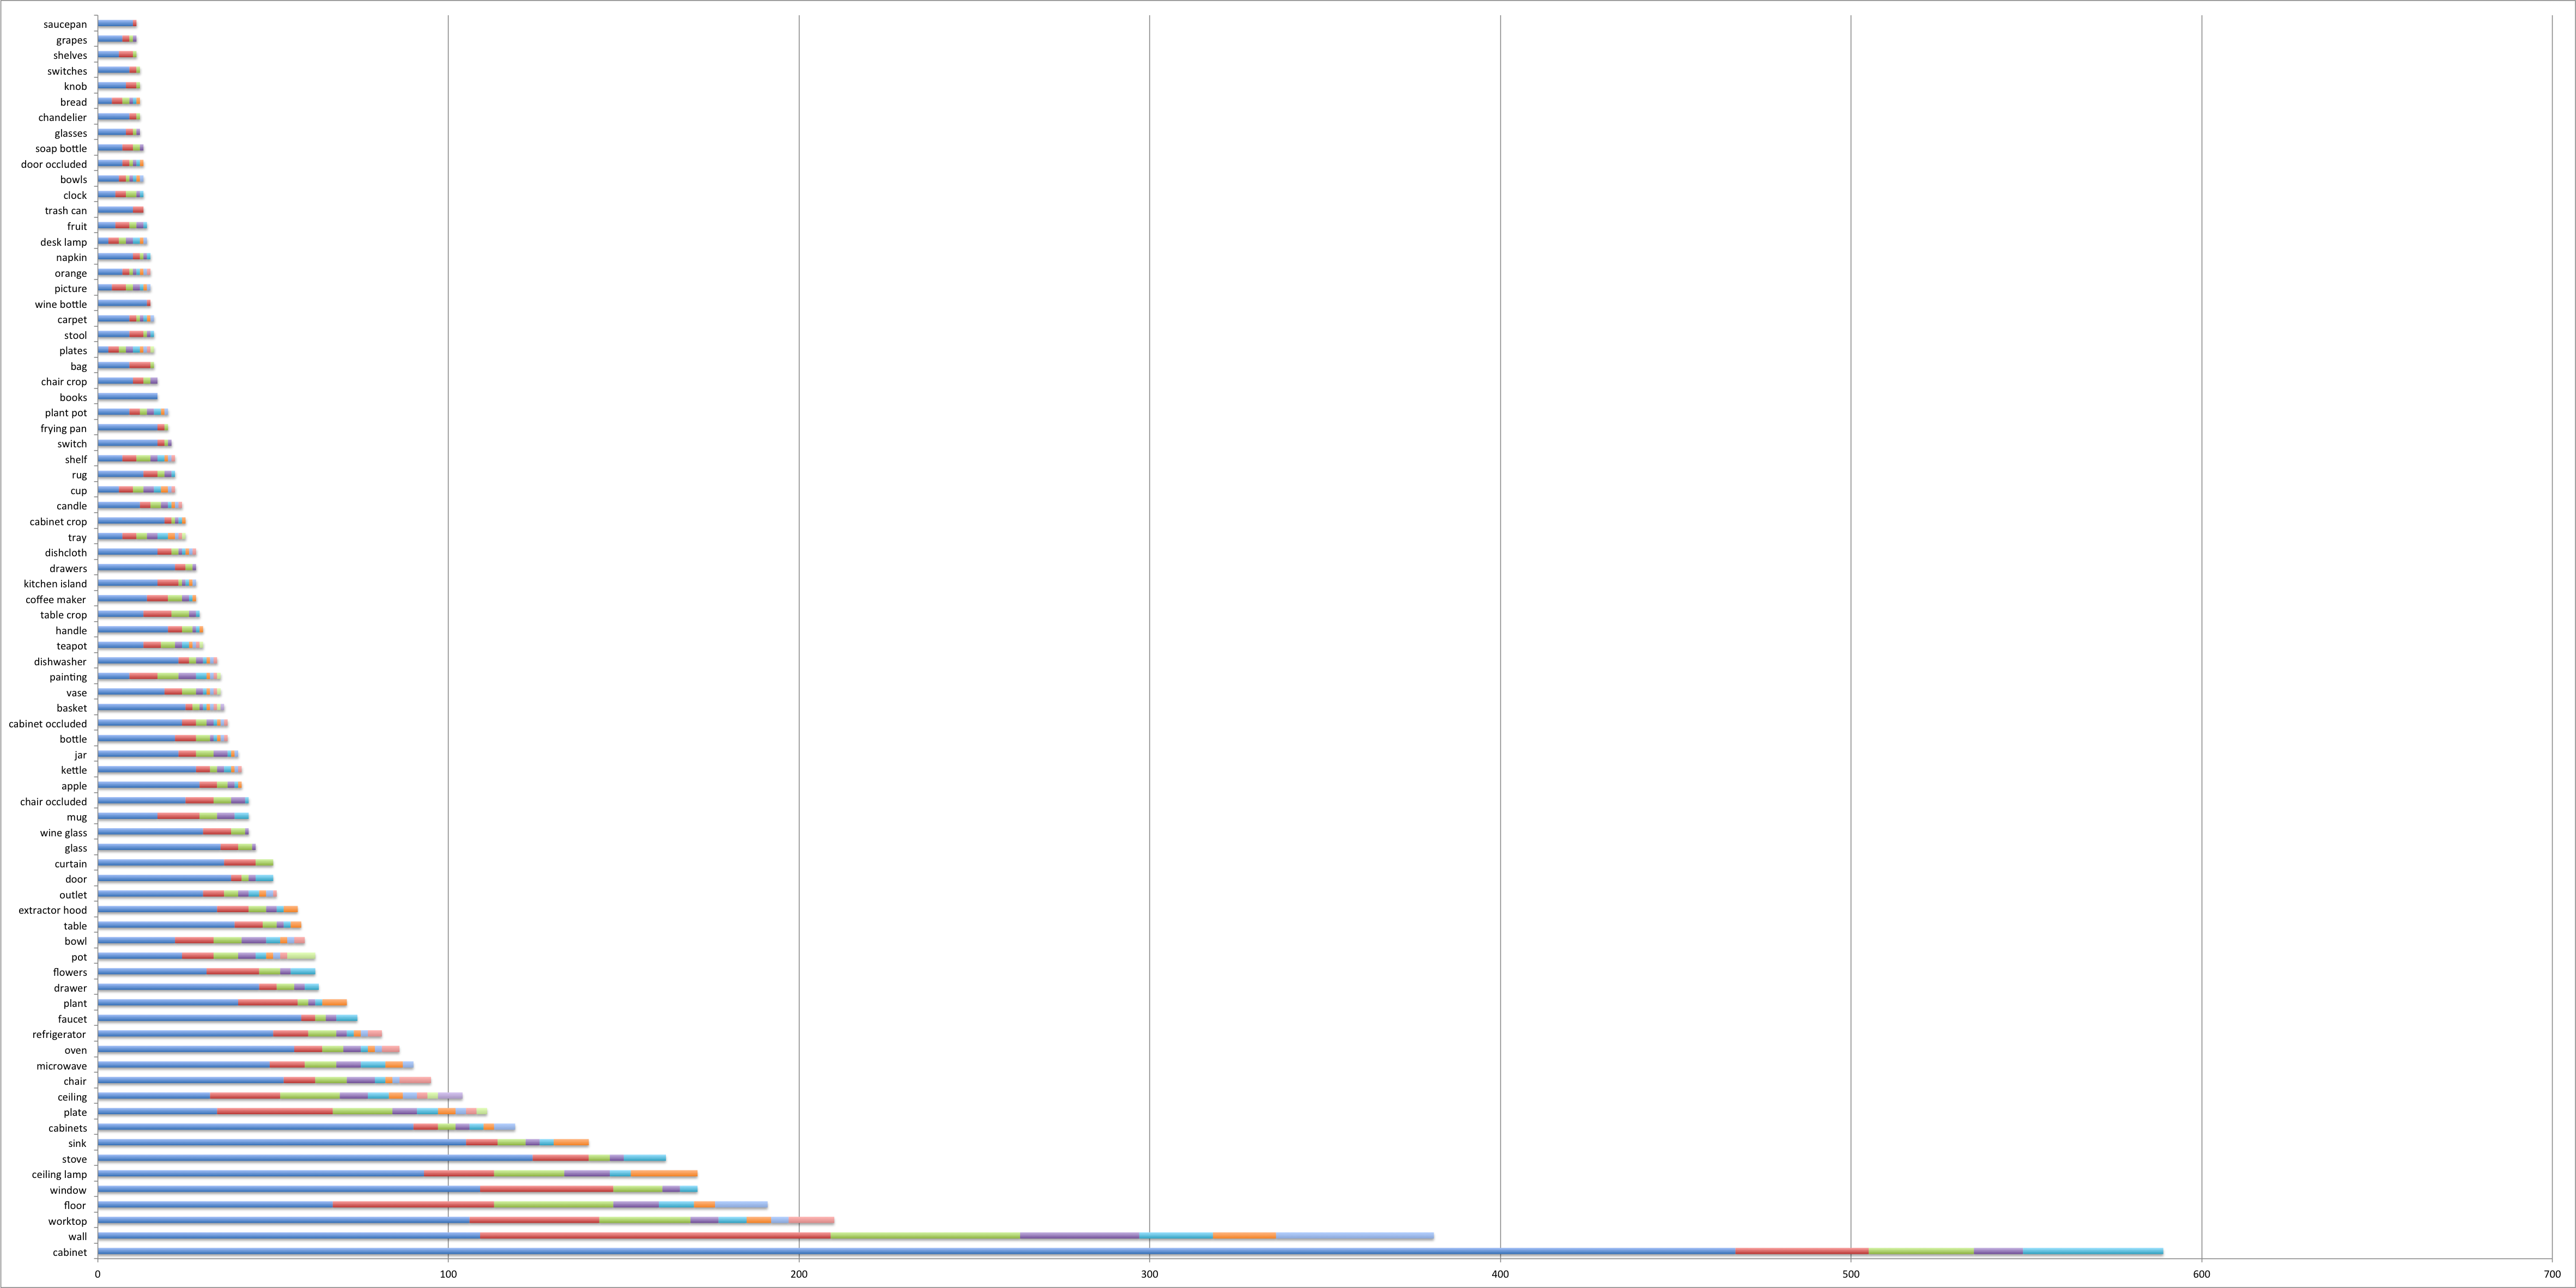 saucepan
grapes
shelves
switches
knob
bread
chandelier
glasses
soap bottle
door occluded
bowls
clock
trash can
fruit
desk lamp
napkin
orange
picture
wine bottle
carpet
stool
plates
bag
chair crop
books
plant pot
frying pan
switch
shelf
rug
cup
candle
cabinet crop
tray
dishcloth
drawers
kitchen island
coffee maker
table crop
handle
teapot
dishwasher
painting
vase
basket
cabinet occluded
bottle
jar
kettle
apple
chair occluded
mug
wine glass
glass
curtain
door
outlet
extractor hood
table
bowl
pot
flowers
drawer
plant
faucet
refrigerator
oven
microwave
chair
ceiling
plate
cabinets
sink
stove
ceiling lamp
window
floor
worktop
wall
cabinet
0 100 200 300 400 500 600 700